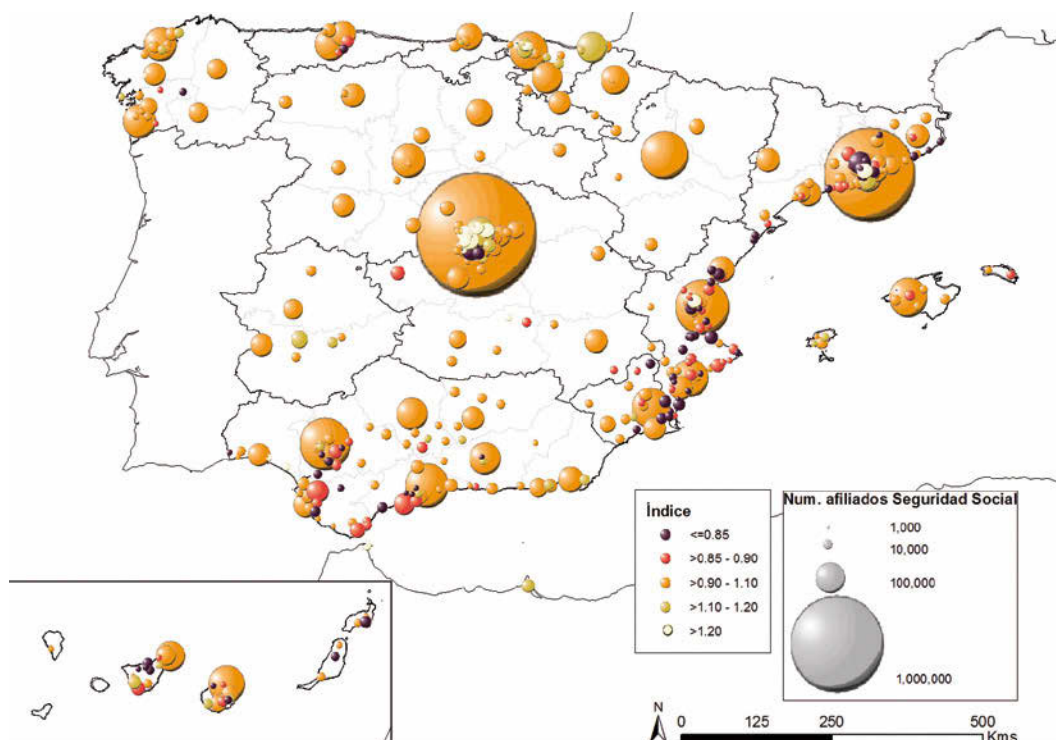 Índice
<=0.85
>0.85 - 0.90
>0.90 - 1.10
>1.10 - 1.20
>1.20
Num. afiliados Seguridad Social
1,000
10,000
100,000
1,000,000
N
0 125 250 500
Kms